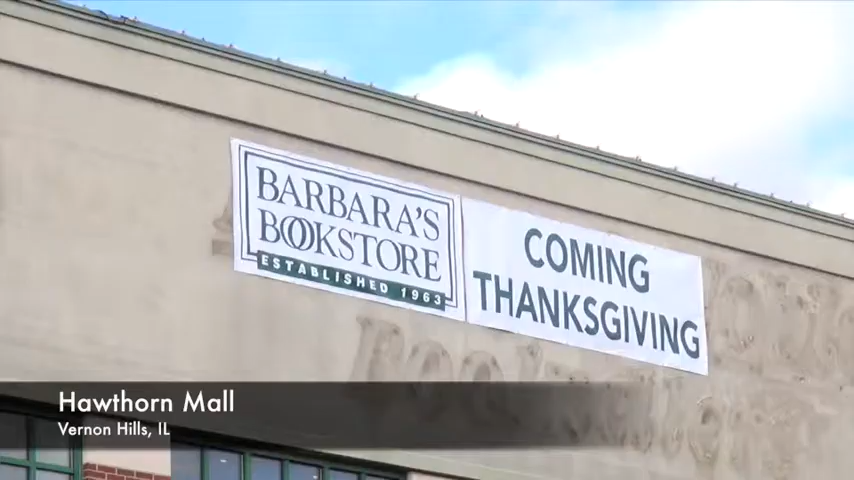 BARBARA'S
BOOKSTORE
ESTABLISHED 1963
COMING
THANKSGIVING
Hawthorn Mall
Vernon Hills, IL